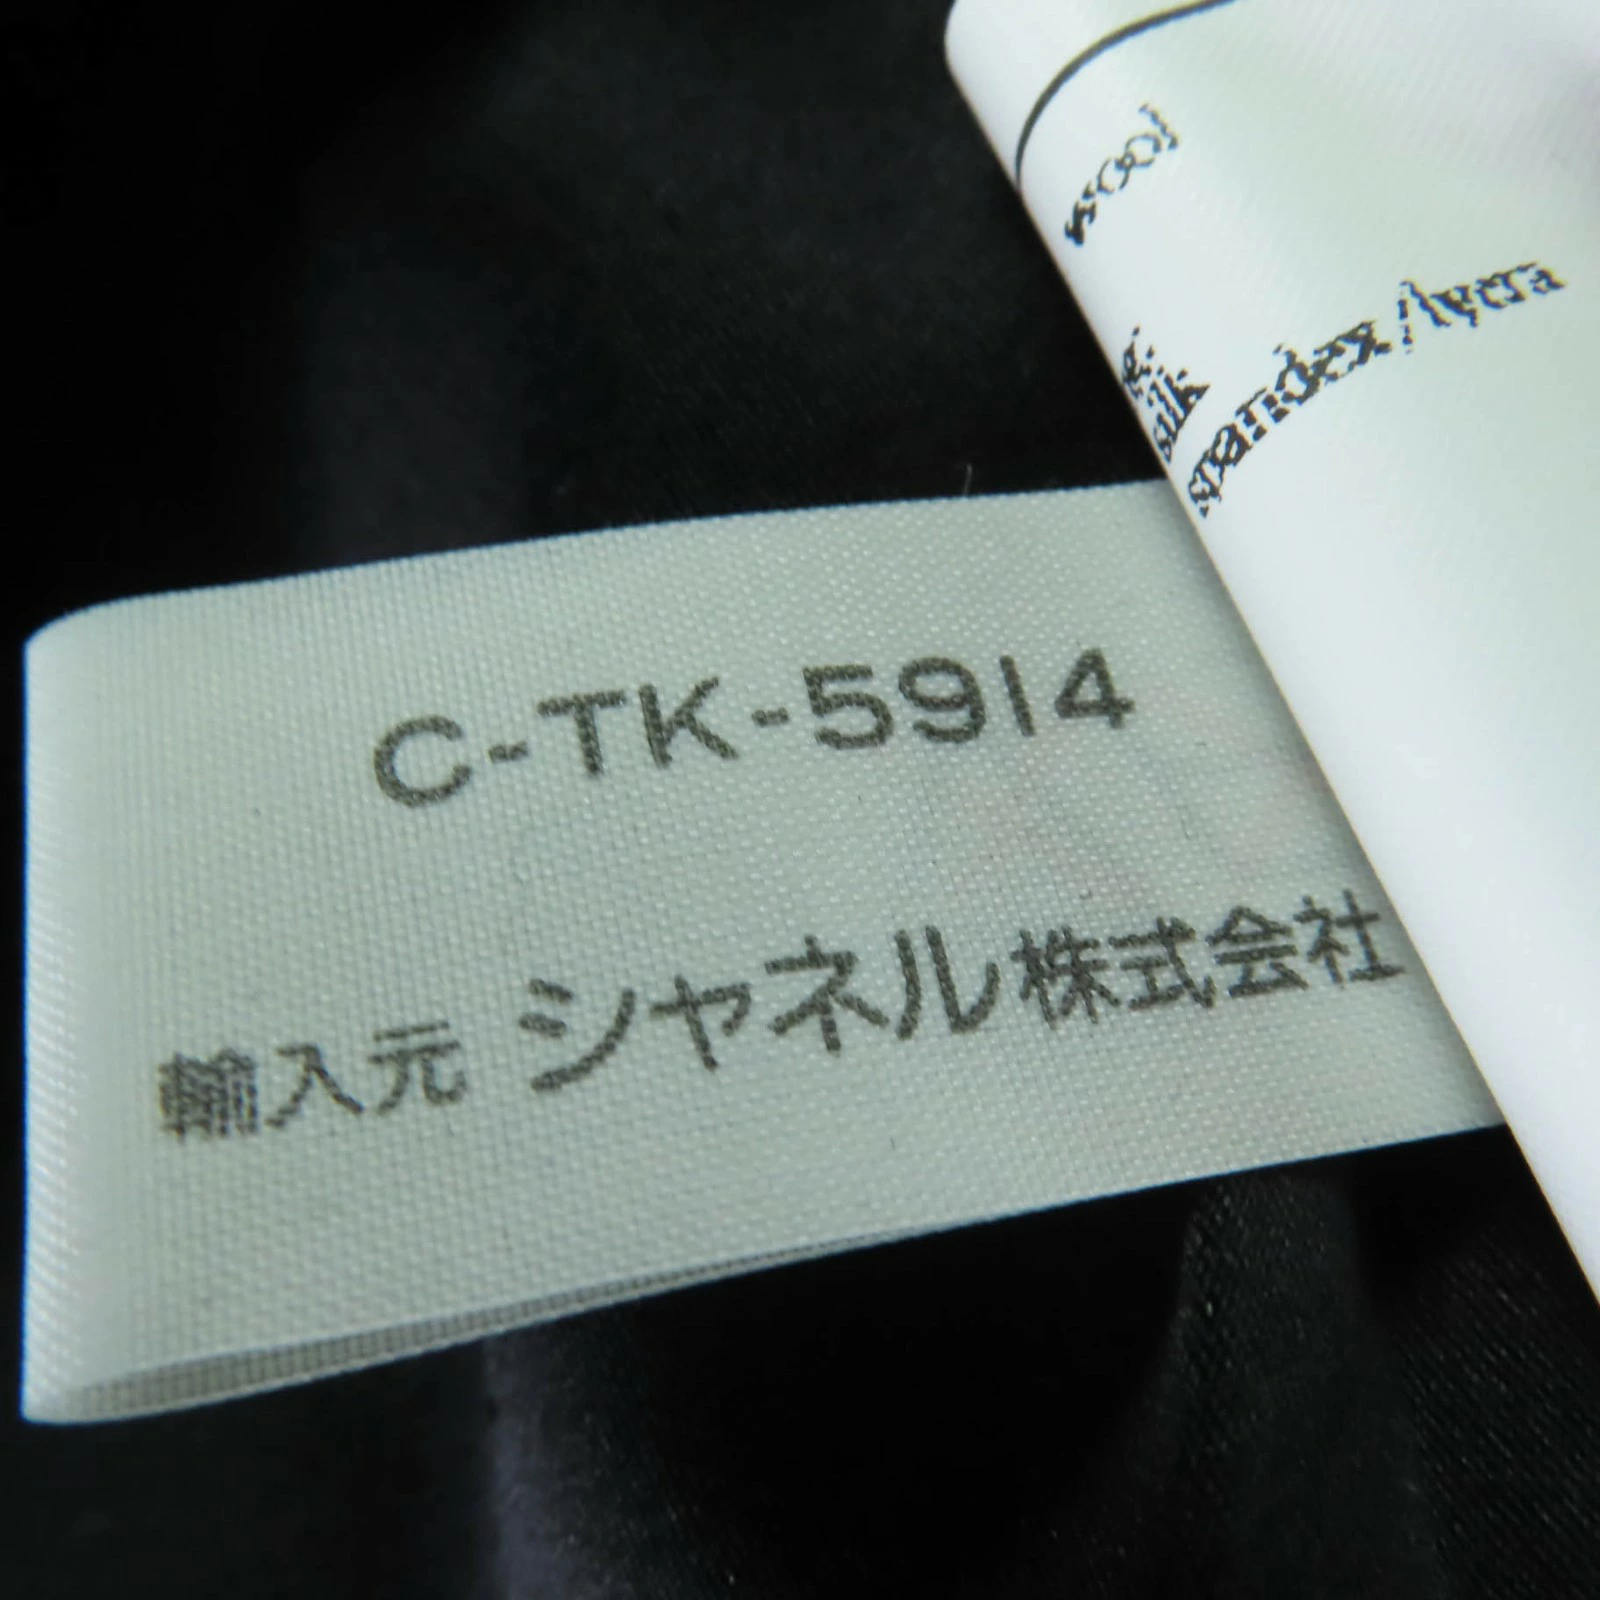 wool
silk
spandex/lycra
C-TK-5914
輸入元 シャネル株式会社